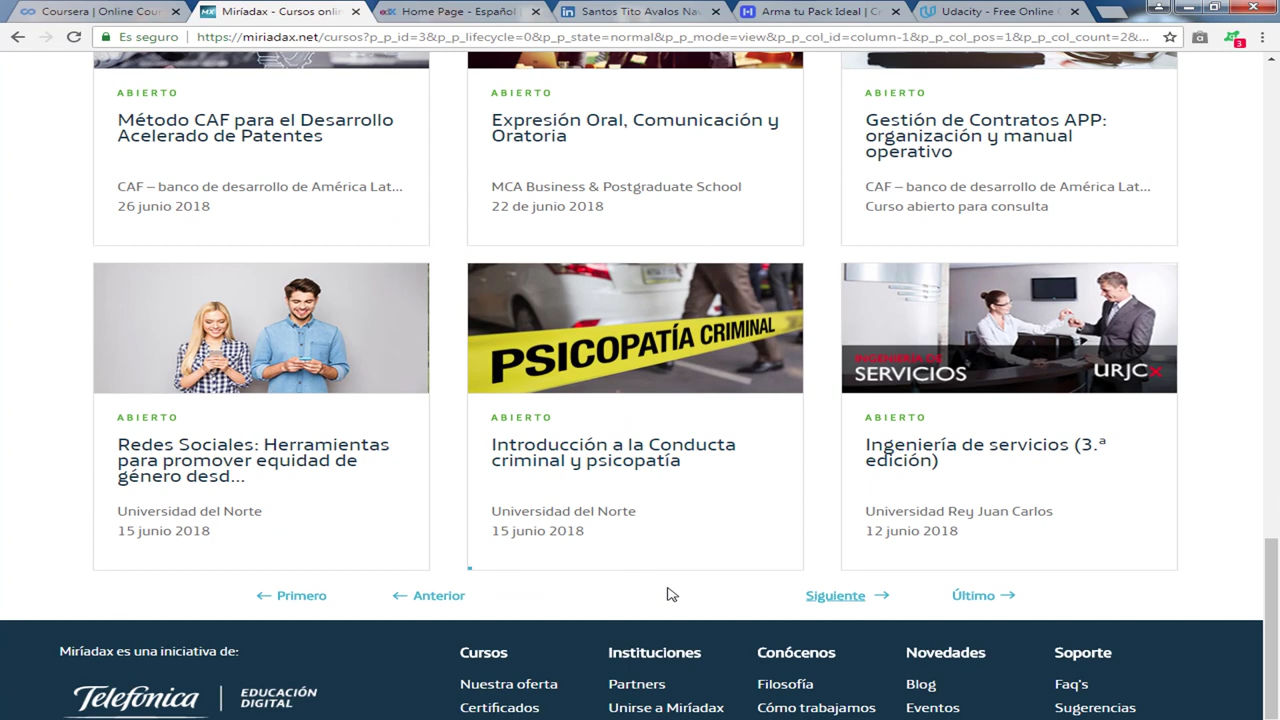 Coursera | Online Cour
Miríadax - Cursos onlin
Home Page - Español
Santos Tito Avalos Nav
Arma tu Pack Ideal | Cr
Udacity - Free Online C
Es seguro
https://miriadax.net/cursos?p_p_id=3&p_p_lifecycle=0&p_p_state=normal&p_p_mode=view&p_p_col_id=column-1&p_p_col_pos=1&p_p_col_count=2&...
3
ABIERTO
Método CAF para el Desarrollo
Acelerado de Patentes
CAF – banco de desarrollo de América Lat...
26 junio 2018
ABIERTO
Expresión Oral, Comunicación y
Oratoria
MCA Business & Postgraduate School
22 de junio 2018
ABIERTO
Gestión de Contratos APP:
organización y manual
operativo
CAF – banco de desarrollo de América Lat...
Curso abierto para consulta
ABIERTO
Redes Sociales: Herramientas
para promover equidad de
género desd...
Universidad del Norte
15 junio 2018
PSICOPATÍA CRIMINAL
ABIERTO
Introducción a la Conducta
criminal y psicopatía
Universidad del Norte
15 junio 2018
INGENIERÍA DE
SERVICIOS
URJCx
ABIERTO
Ingeniería de servicios (3.ª
edición)
Universidad Rey Juan Carlos
12 junio 2018
← Primero
← Anterior
Siguiente →
Último →
Miríadax es una iniciativa de:
Telefónica
EDUCACIÓN
DIGITAL
Cursos
Nuestra oferta
Certificados
Instituciones
Partners
Unirse a Miríadax
Conócenos
Filosofía
Cómo trabajamos
Novedades
Blog
Eventos
Soporte
Faq's
Sugerencias